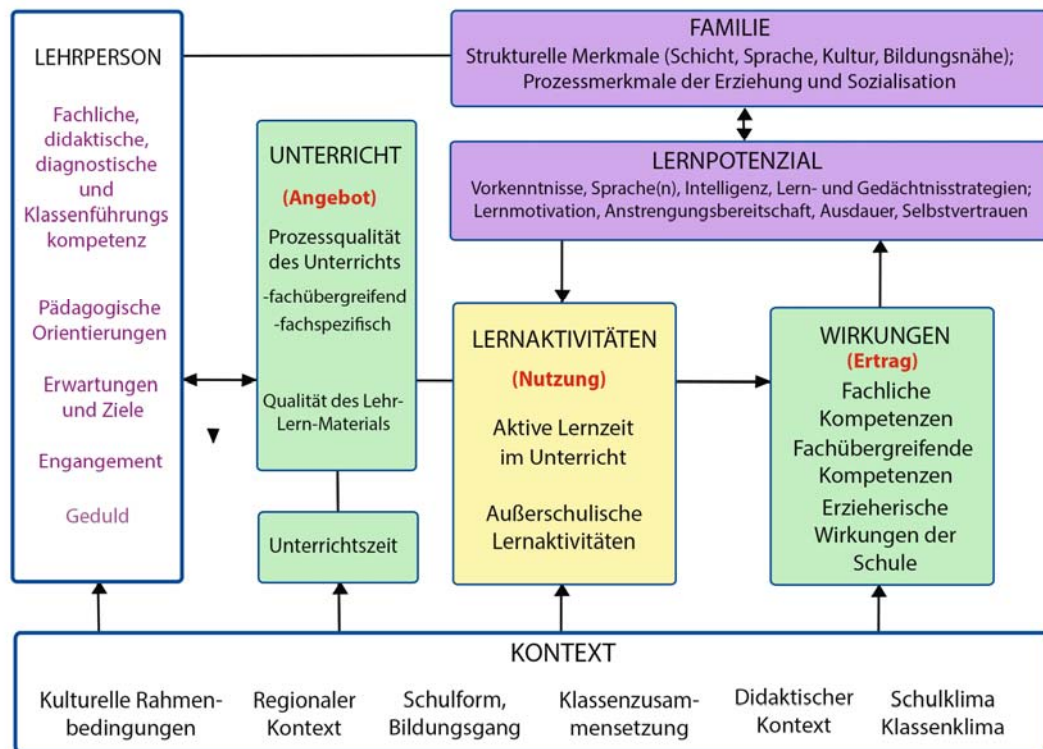 LEHRPERSON
Fachliche,
didaktische,
diagnostische
und
Klassenführungs
kompetenz
Pädagogische
Orientierungen
Erwartungen
und Ziele
Engangement
Geduld
FAMILIE
Strukturelle Merkmale (Schicht, Sprache, Kultur, Bildungsnähe);
Prozessmerkmale der Erziehung und Sozialisation
UNTERRICHT
(Angebot)
Prozessqualität
des Unterrichts
-fachübergreifend
-fachspezifisch
Qualität des Lehr-
Lern-Materials
Unterrichtszeit
LERNPOTENZIAL
Vorkenntnisse, Sprache(n), Intelligenz, Lern- und Gedächtnisstrategien;
Lernmotivation, Anstrengungsbereitschaft, Ausdauer, Selbstvertrauen
LERNAKTIVITÄTEN
(Nutzung)
Aktive Lernzeit
im Unterricht
Außerschulische
Lernaktivitäten
WIRKUNGEN
(Ertrag)
Fachliche
Kompetenzen
Fachübergreifende
Kompetenzen
Erzieherische
Wirkungen der
Schule
KONTEXT
Kulturelle Rahmen-
bedingungen
Regionaler
Kontext
Schulform,
Bildungsgang
Klassenzusam-
mensetzung
Didaktischer
Kontext
Schulklima
Klassenklima